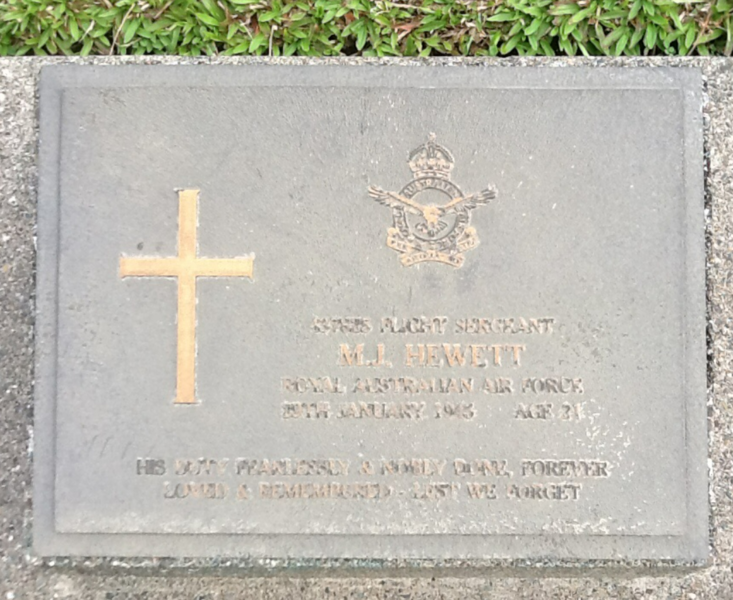 FLIGHT SERGEANT
M.J. HEWETT
ROYAL AUSTRALIAN AIR FORCE
JANUARY 1945 AGE 21
HIS DUTY FEARLESSLY & NOBLY DONE, FOREVER
LOVED & REMEMBERED - LEST WE FORGET